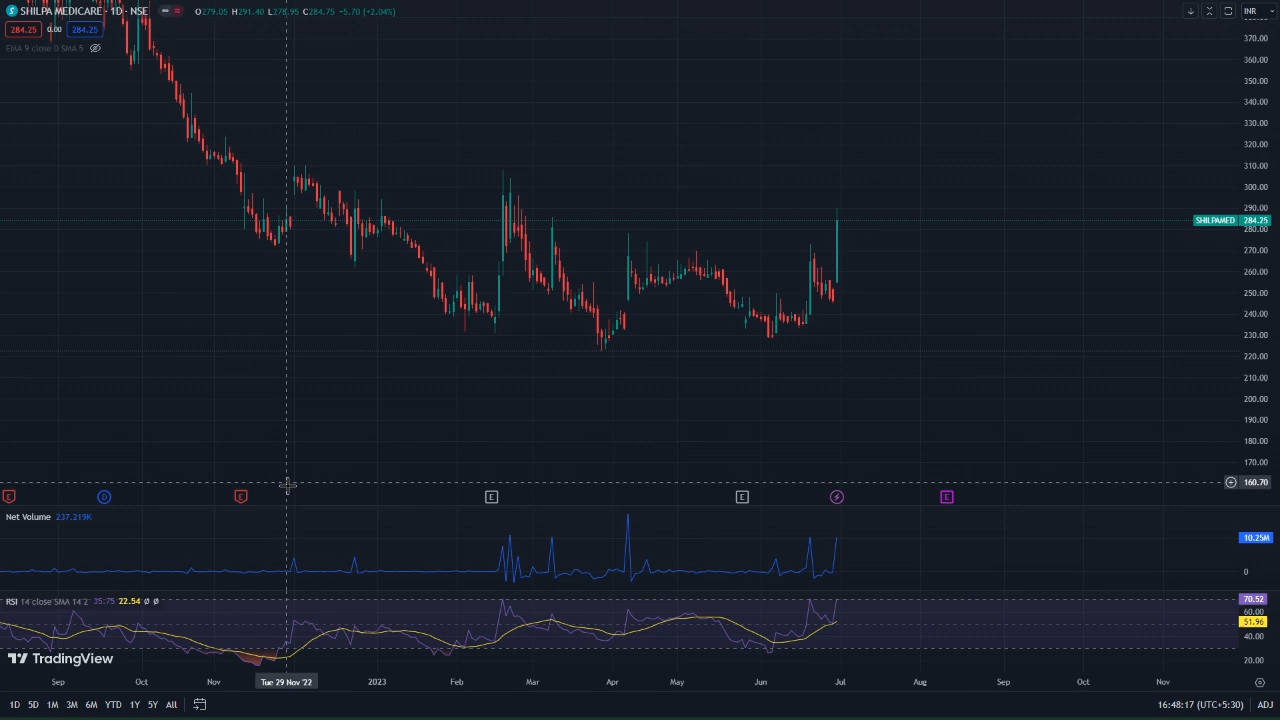 SHILPA MEDICARE · 1D · NSE O279.05 H291.40 L278.95 C284.75 +5.70 (+2.04%) INR
284.25 0.00 284.25
EMA 9 close 0 SMA 5
370.00
360.00
350.00
340.00
330.00
320.00
310.00
300.00
290.00
SHILPAMED 284.25
280.00
270.00
260.00
250.00
240.00
230.00
220.00
210.00
200.00
190.00
180.00
170.00
160.70
E D E E E E
Net Volume 237.219K
10.25M
0
RSI 14 close SMA 14 2 35.75 22.54 Ø Ø
70.52
60.00
51.96
40.00
20.00
TradingView
Sep Oct Nov Tue 29 Nov '22 2023 Feb Mar Apr May Jun Jul Aug Sep Oct Nov
1D 5D 1M 3M 6M YTD 1Y 5Y All 16:48:17 (UTC+5:30) ADJ